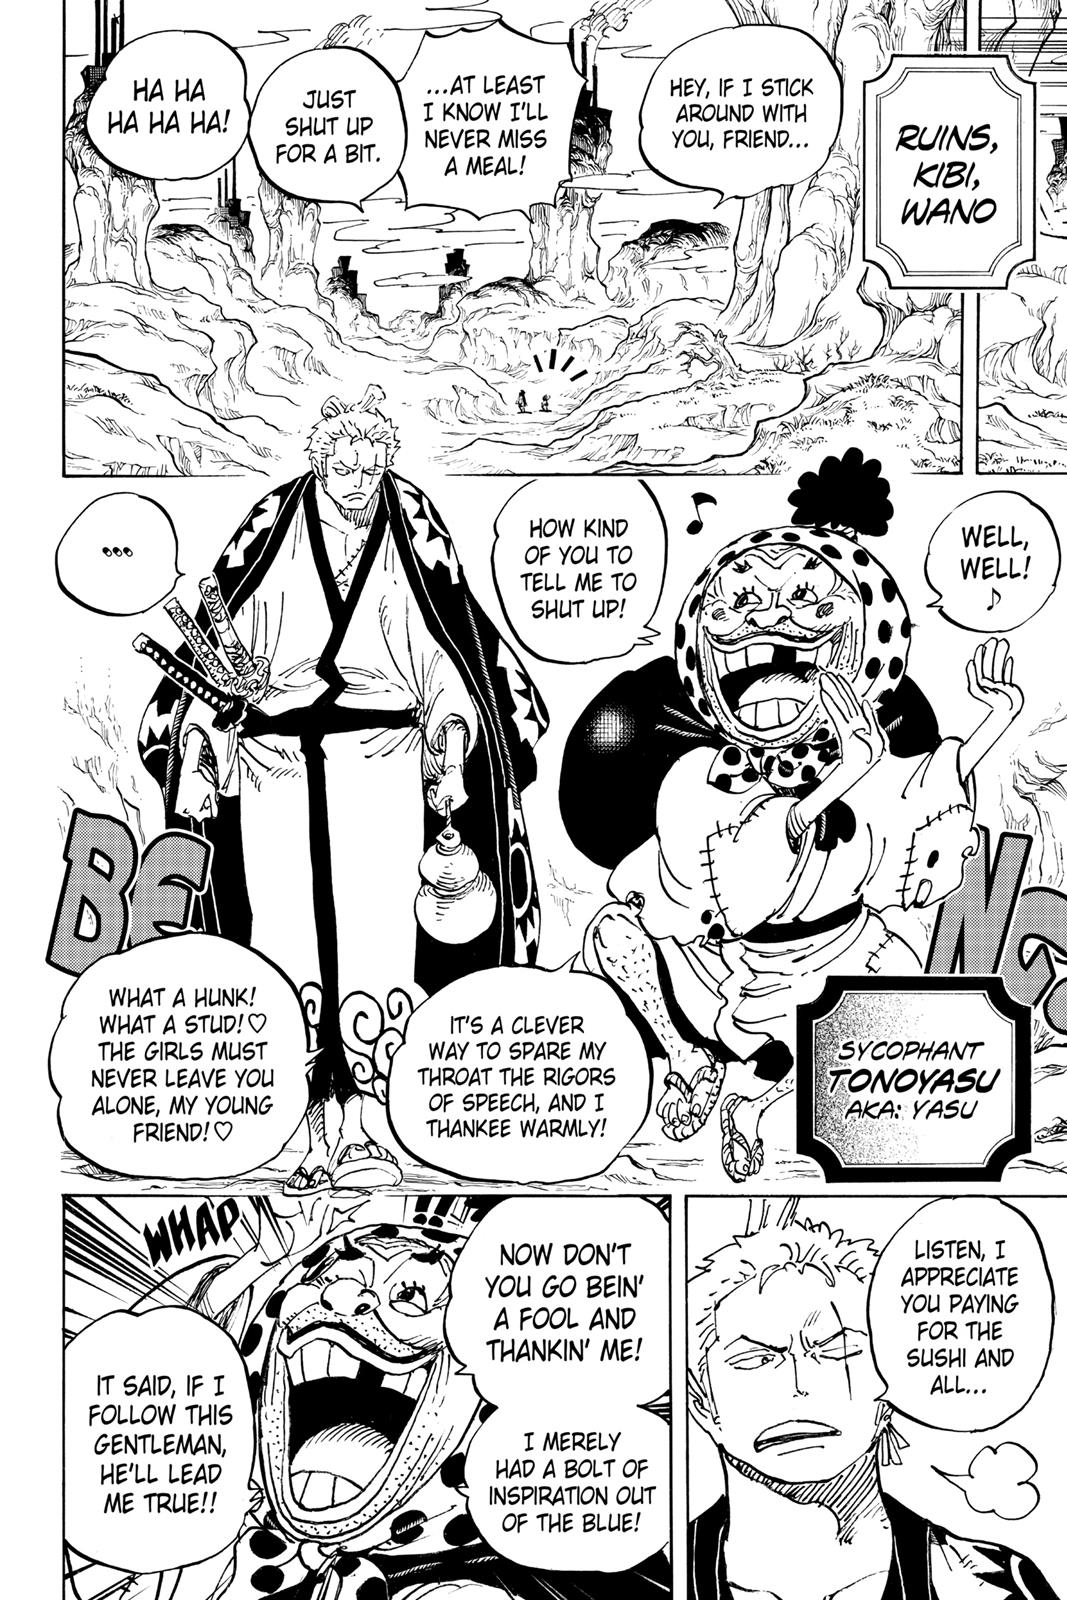 RUINS,
KIBI,
WANO
HEY, IF I STICK
AROUND WITH
YOU, FRIEND...
...AT LEAST
I KNOW I'LL
NEVER MISS
A MEAL!
JUST
SHUT UP
FOR A BIT.
HA HA
HA HA HA!
WELL,
WELL!
♪
♪
HOW KIND
OF YOU TO
TELL ME TO
SHUT UP!
...
BE
NG
IT'S A CLEVER
WAY TO SPARE MY
THROAT THE RIGORS
OF SPEECH, AND I
THANKEE WARMLY!
WHAT A HUNK!
WHAT A STUD!♡
THE GIRLS MUST
NEVER LEAVE YOU
ALONE, MY YOUNG
FRIEND!♡
SYCOPHANT
TONOYASU
AKA: YASU
LISTEN, I
APPRECIATE
YOU PAYING
FOR THE
SUSHI AND
ALL...
!!!
WHAP
NOW DON'T
YOU GO BEIN'
A FOOL AND
THANKIN' ME!
I MERELY
HAD A BOLT OF
INSPIRATION OUT
OF THE BLUE!
IT SAID, IF I
FOLLOW THIS
GENTLEMAN,
HE'LL LEAD
ME TRUE!!